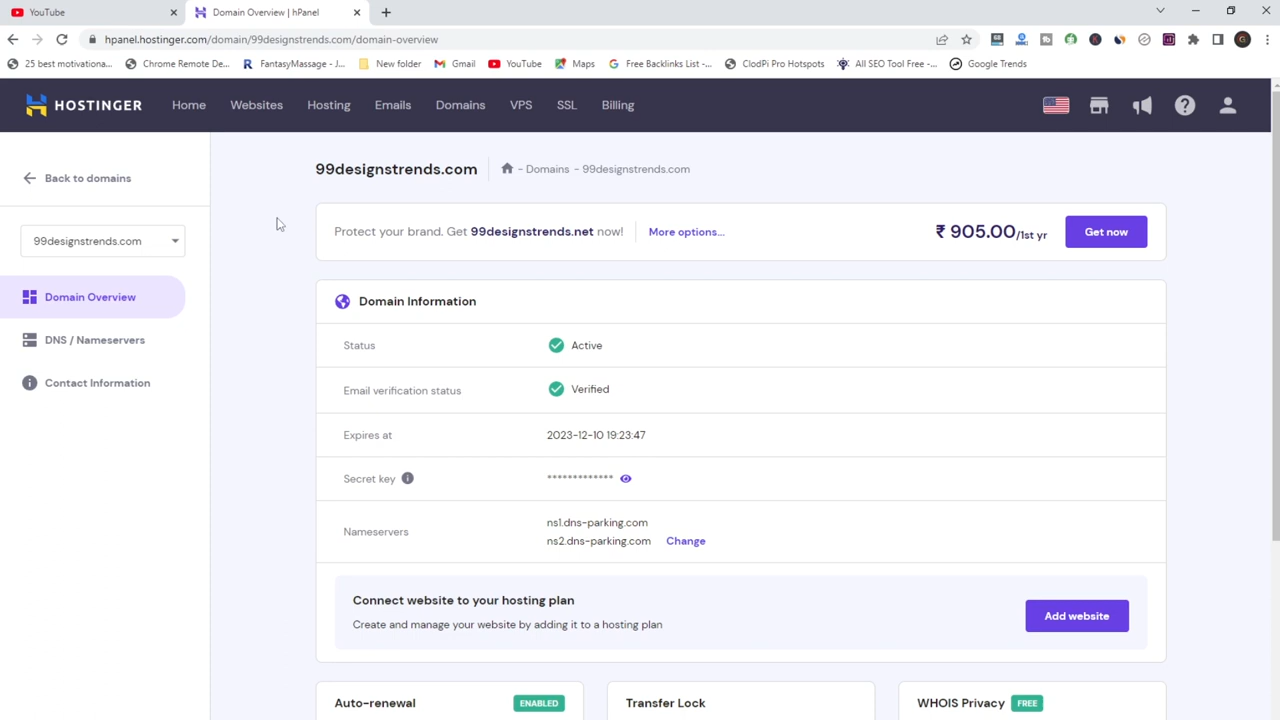 YouTube
Domain Overview | hPanel
hpanel.hostinger.com/domain/99designstrends.com/domain-overview
25 best motivationa...
Chrome Remote De...
FantasyMassage - J...
New folder
Gmail
YouTube
Maps
Free Backlinks List -...
ClodPi Pro Hotspots
All SEO Tool Free -...
Google Trends
HOSTINGER
Home
Websites
Hosting
Emails
Domains
VPS
SSL
Billing
Back to domains
99designstrends.com
Domain Overview
DNS / Nameservers
Contact Information
99designstrends.com
- Domains - 99designstrends.com
Protect your brand. Get 99designstrends.net now!
More options...
₹ 905.00/1st yr
Get now
Domain Information
Status
Active
Email verification status
Verified
Expires at
2023-12-10 19:23:47
Secret key
*************
Nameservers
ns1.dns-parking.com
ns2.dns-parking.com
Change
Connect website to your hosting plan
Create and manage your website by adding it to a hosting plan
Add website
Auto-renewal
ENABLED
Transfer Lock
WHOIS Privacy
FREE